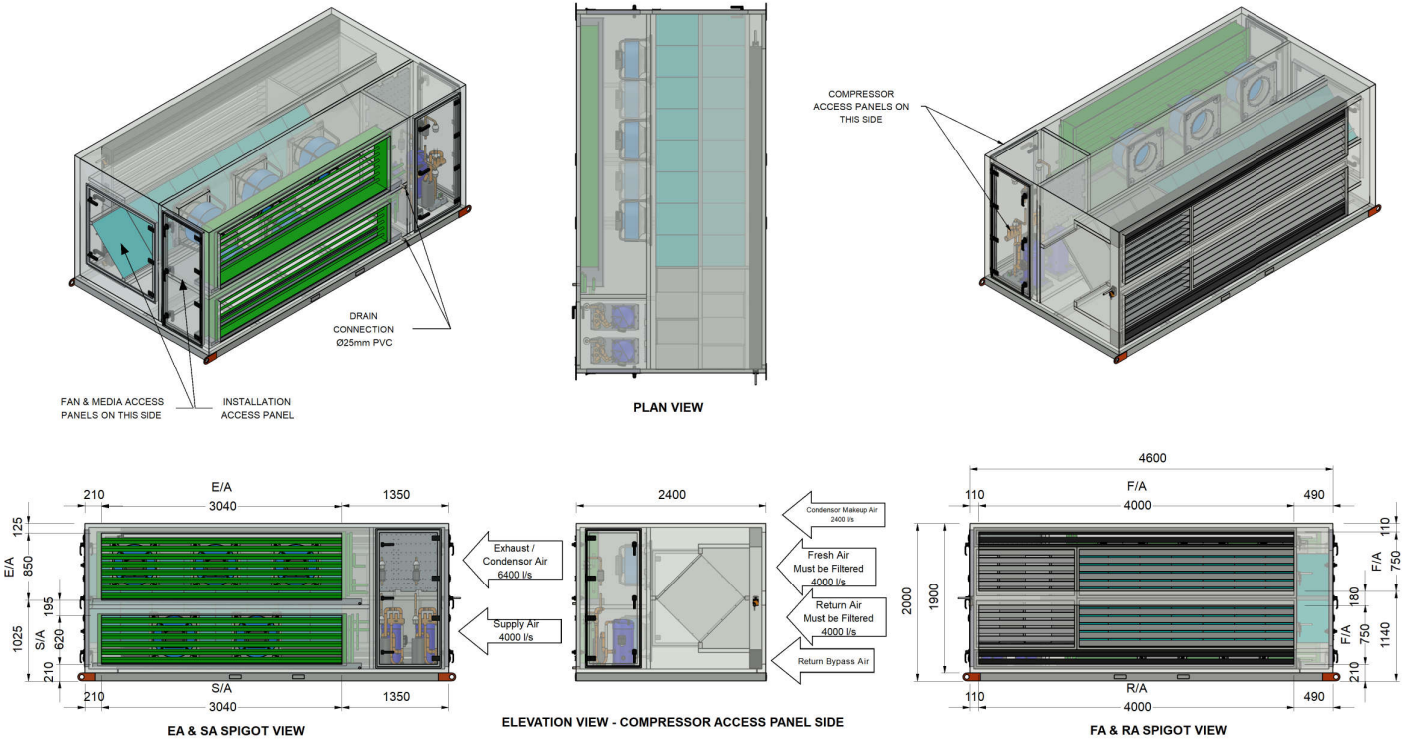 COMPRESSOR
ACCESS PANELS ON
THIS SIDE
DRAIN
CONNECTION
Ø25mm PVC
FAN & MEDIA ACCESS
PANELS ON THIS SIDE
INSTALLATION
ACCESS PANEL
PLAN VIEW
E/A
210
3040
1350
125
E/A
850
195
1025
S/A
620
210
S/A
210
3040
1350
EA & SA SPIGOT VIEW
Exhaust /
Condensor Air
6400 l/s
Supply Air
4000 l/s
2400
Condensor Makeup Air
2400 l/s
Fresh Air
Must be Filtered
4000 l/s
Return Air
Must be Filtered
4000 l/s
Return Bypass Air
ELEVATION VIEW - COMPRESSOR ACCESS PANEL SIDE
4600
F/A
110
4000
490
2000
1900
110
F/A
750
180
F/A
750
1140
210
R/A
110
4000
490
FA & RA SPIGOT VIEW